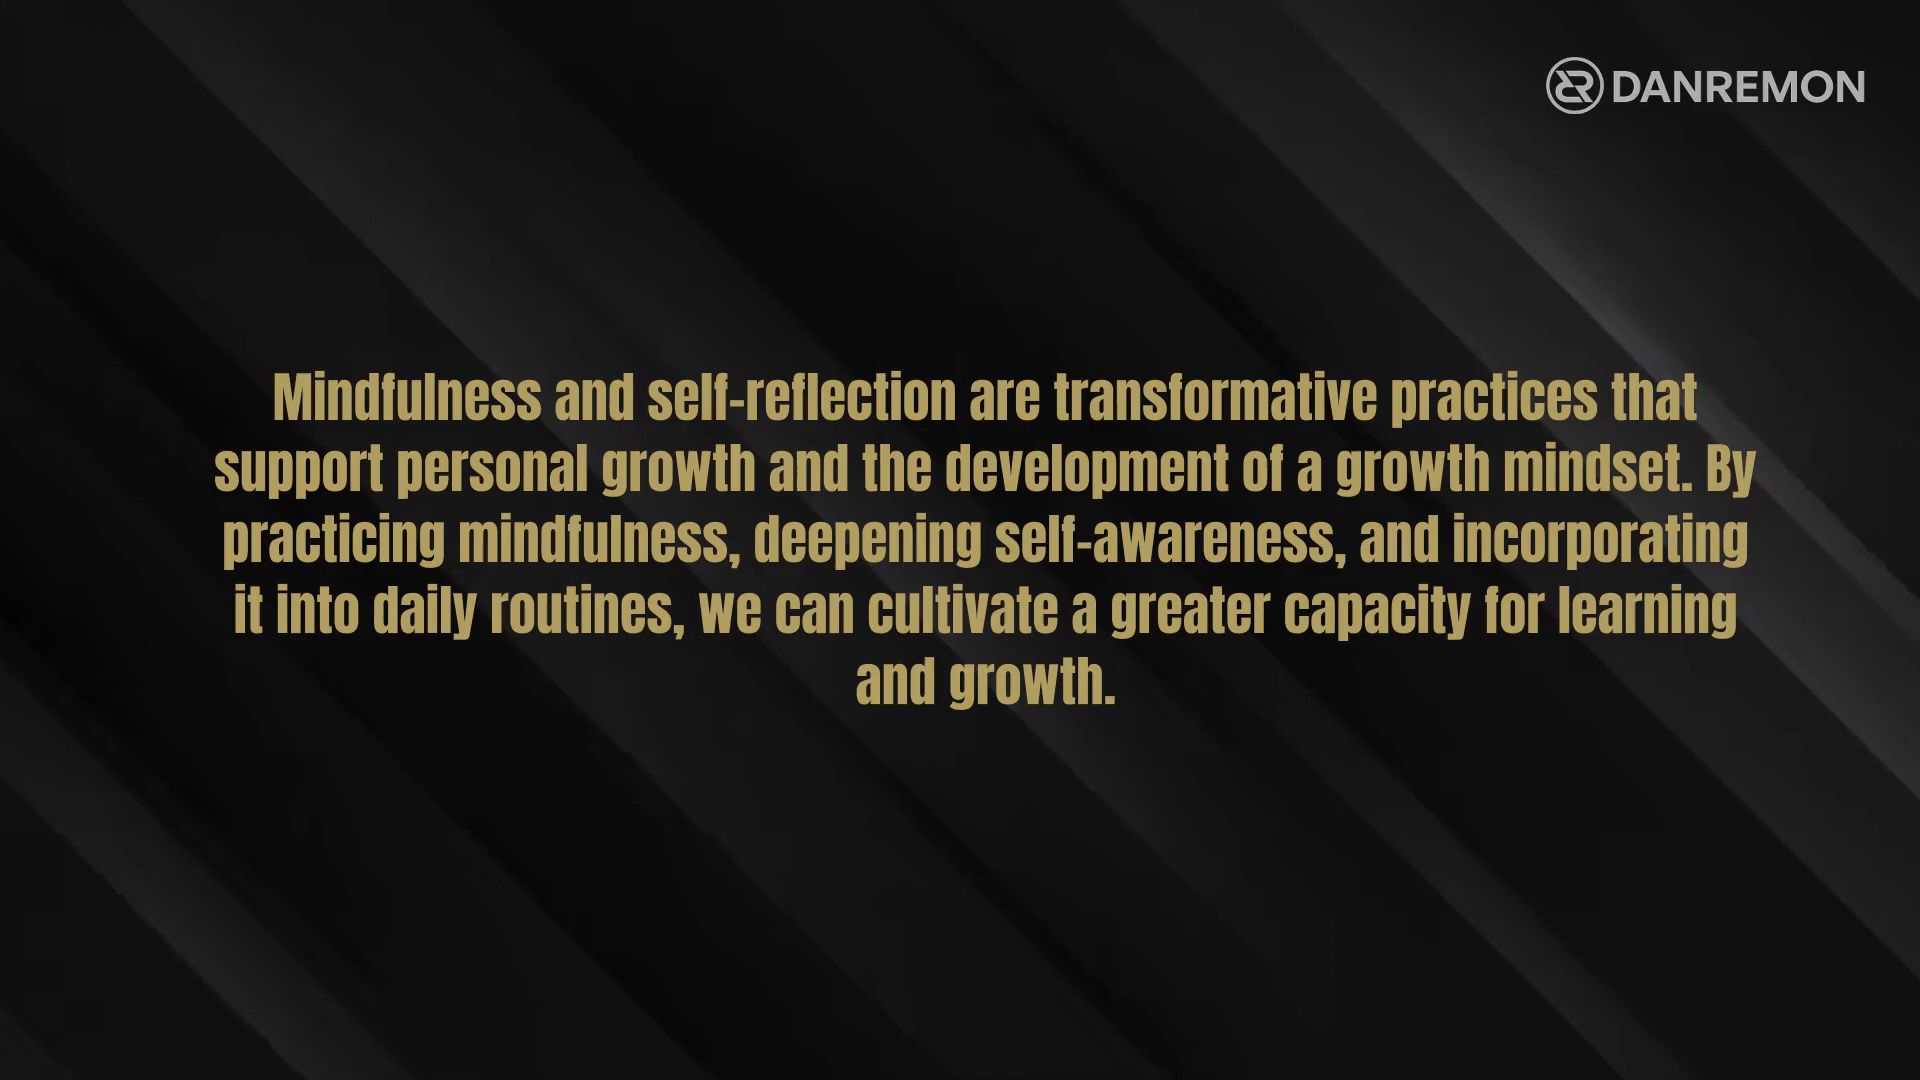 DANREMON
Mindfulness and self-reflection are transformative practices that
support personal growth and the development of a growth mindset. By
practicing mindfulness, deepening self-awareness, and incorporating
it into daily routines, we can cultivate a greater capacity for learning
and growth.